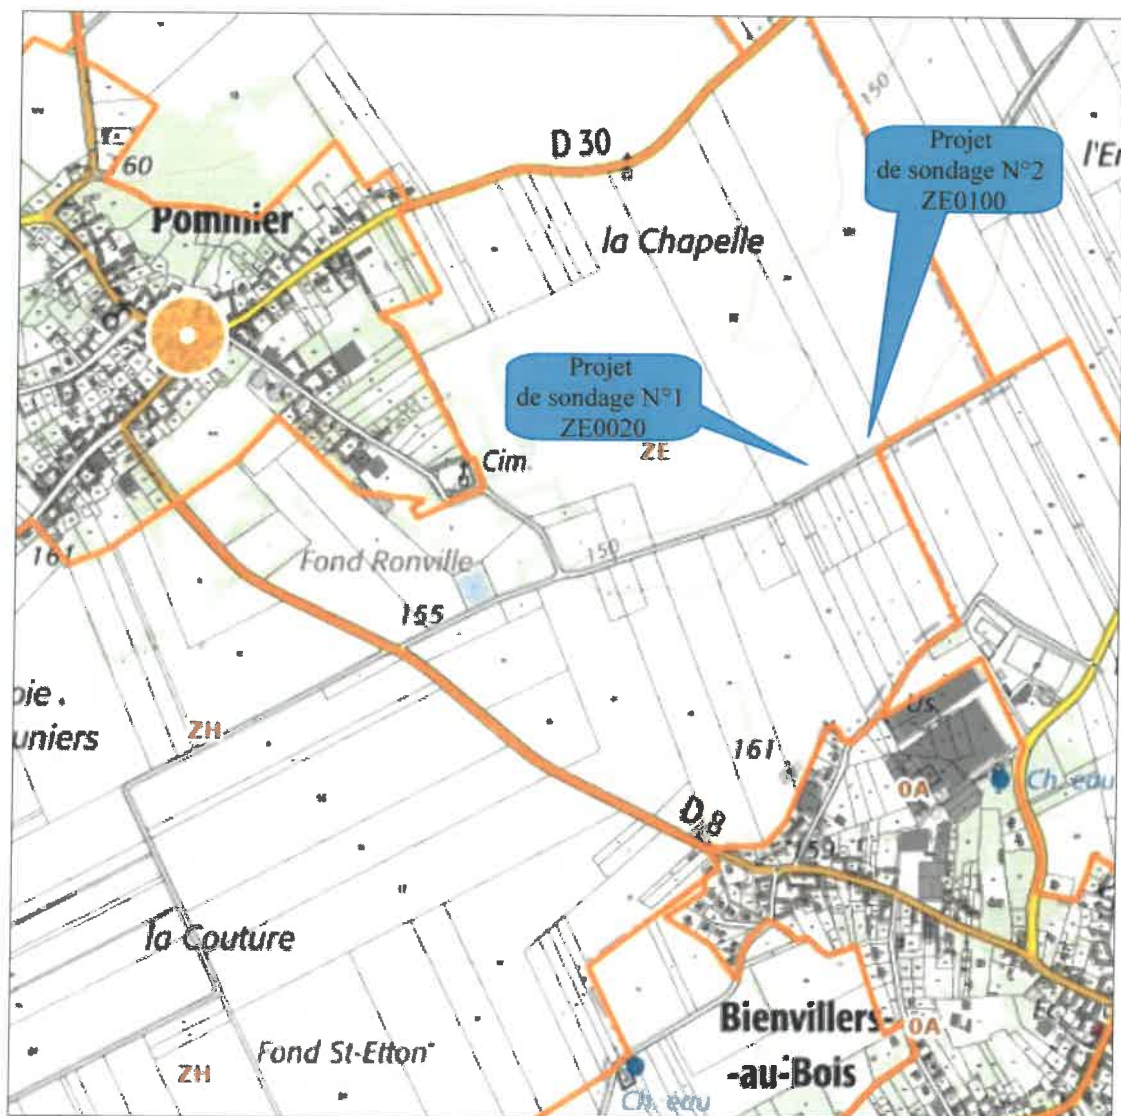 150
Projet
de sondage N°2
ZE0100
D 30
60
Pommier
la Chapelle
Projet
de sondage N°1
ZE0020
ZE
Cim.
161
Fond Ronville
150
155
ZH
uniers
Us.
161
0A
Ch. eau
D 8
159
la Couture
Bienvillers-
0A
-au-Bois
Fond St-Etton
ZH
Ch. eau